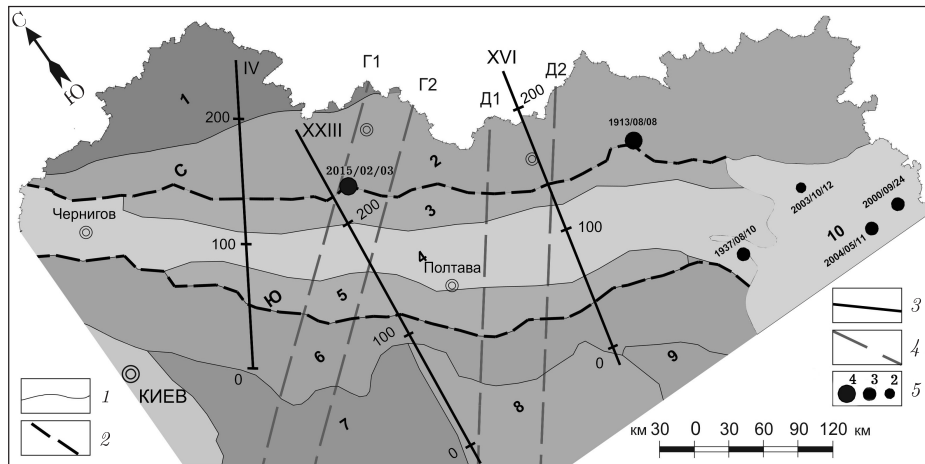 С
Ю
IV
Г1
Г2
XVI
Д1
Д2
1
200
XXIII
200
1913/08/08
2
С
2015/02/03
3
200
2003/10/12
2000/09/24
Чернигов
100
4
100
10
1937/08/10
2004/05/11
Полтава
5
Ю
6
100
0
0
9
КИЕВ
7
8
0
1
2
3
4
4 3 2
5
км 30 0 30 60 90 120 км